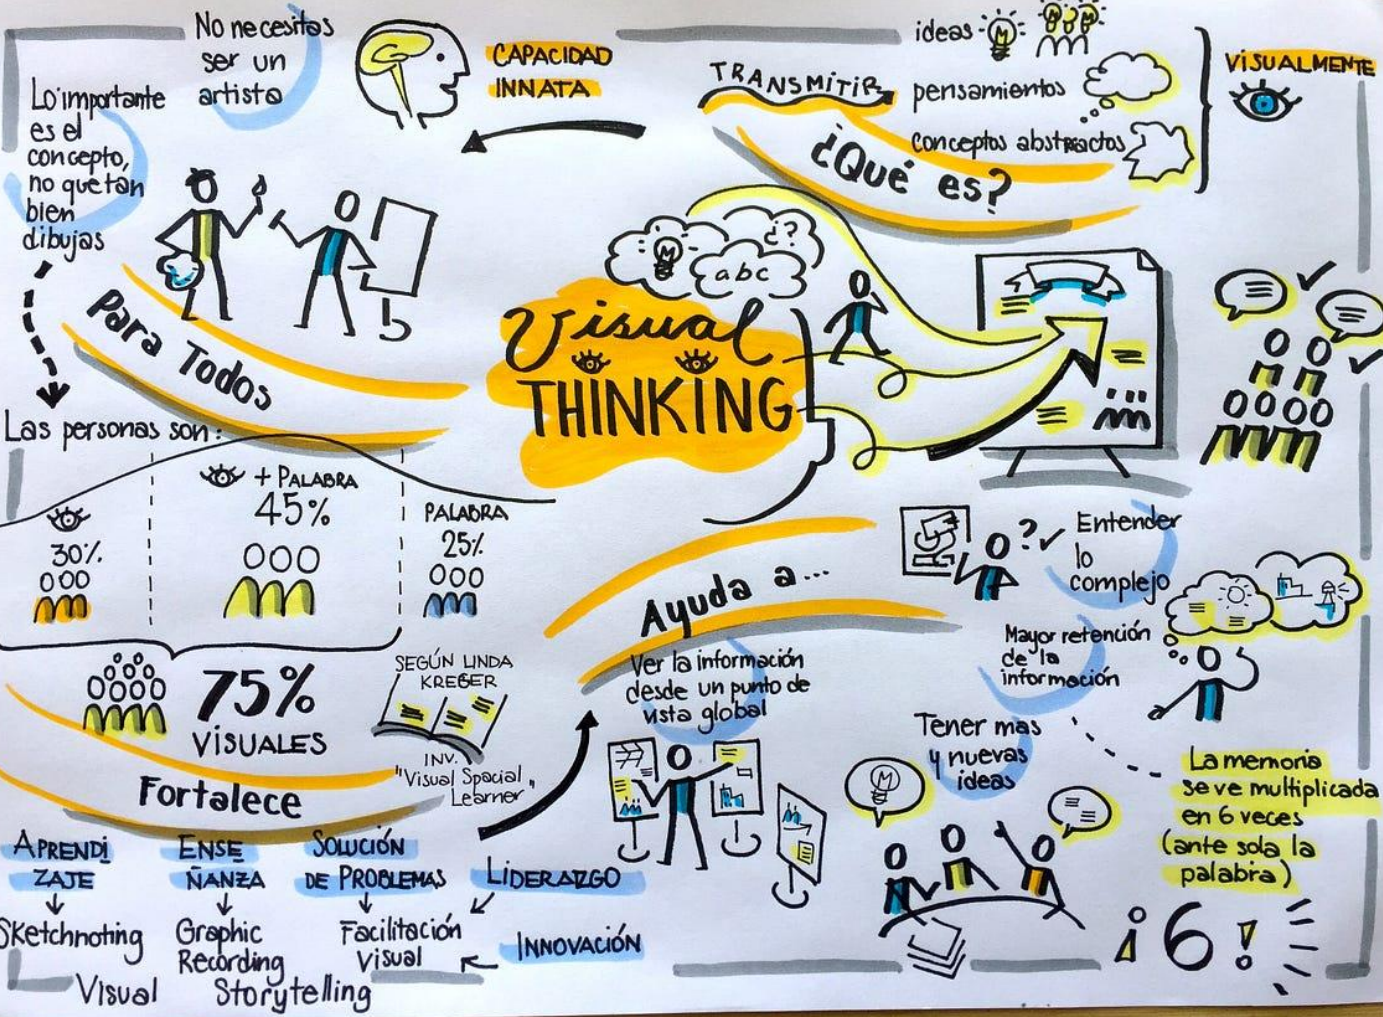 Visual
THINKING
abc
¿?
¿Qué es?
TRANSMITIR
ideas
pensamientos
conceptos abstractos
VISUALMENTE
CAPACIDAD
INNATA
No necesitas
ser un
artista
Lo importante
es el
concepto,
no que tan
bien
dibujas
Para Todos
Las personas son:
30%
+ PALABRA
45%
PALABRA
25%
75%
VISUALES
SEGÚN LINDA
KREGER
INV.
"Visual Spacial
Learner"
Fortalece
APRENDI
ZAJE
Sketchnoting
ENSE
ÑANZA
Graphic
Recording
SOLUCIÓN
DE PROBLEMAS
Facilitación
Visual
LIDERAZGO
INNOVACIÓN
Visual Storytelling
Ayuda a...
Ver la información
desde un punto de
vista global
?
Entender
lo
complejo
Mayor retención
de la
información
Tener mas
y nuevas
ideas
La memoria
se ve multiplicada
en 6 veces
(ante sola la
palabra)
¡6!